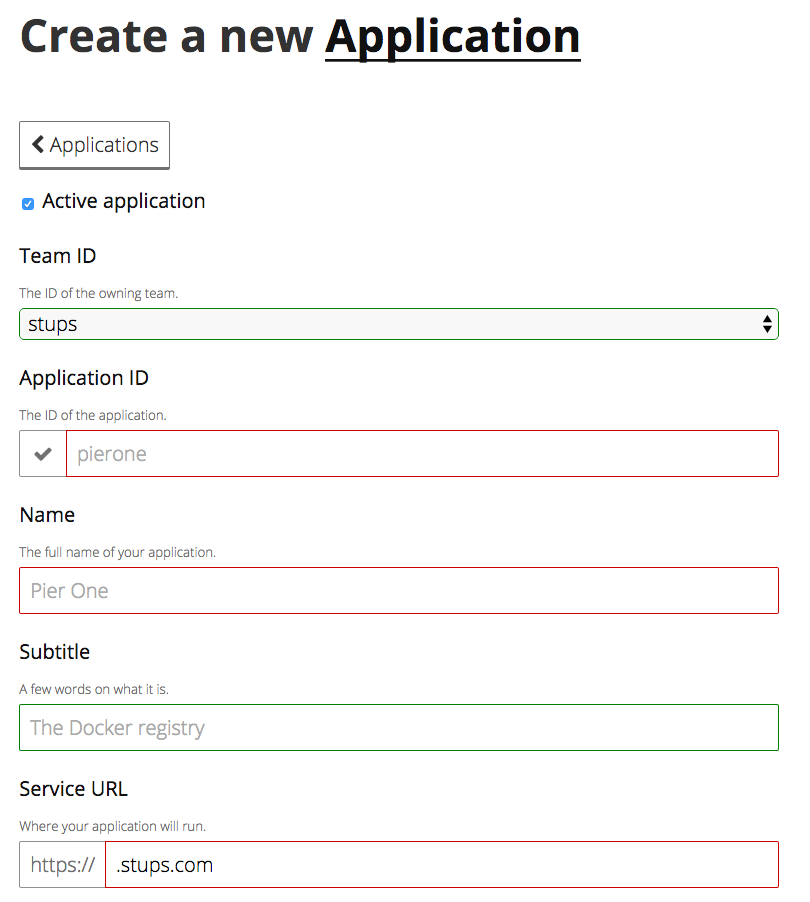 Create a new Application
Applications
Active application
Team ID
The ID of the owning team.
stups
Application ID
The ID of the application.
pierone
Name
The full name of your application.
Pier One
Subtitle
A few words on what it is.
The Docker registry
Service URL
Where your application will run.
https:// .stups.com